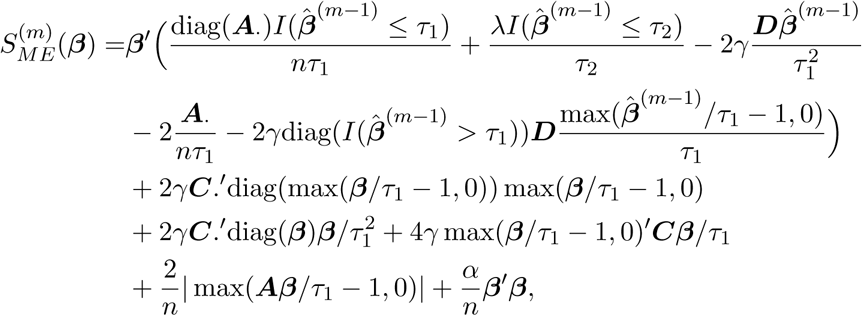 $S_{ME}^{(m)}(\boldsymbol{\beta}) = \boldsymbol{\beta}' \Big( \frac{\text{diag}(\boldsymbol{A}.) I(\hat{\boldsymbol{\beta}}^{(m-1)} \leq \tau_1)}{n\tau_1} + \frac{\lambda I(\hat{\boldsymbol{\beta}}^{(m-1)} \leq \tau_2)}{\tau_2} - 2\gamma \frac{\boldsymbol{D}\hat{\boldsymbol{\beta}}^{(m-1)}}{\tau_1^2}$
$- 2\frac{\boldsymbol{A}.}{n\tau_1} - 2\gamma \text{diag}(I(\hat{\boldsymbol{\beta}}^{(m-1)} > \tau_1)) \boldsymbol{D} \frac{\max(\hat{\boldsymbol{\beta}}^{(m-1)}/\tau_1 - 1, 0)}{\tau_1} \Big)$
$+ 2\gamma \boldsymbol{C}.' \text{diag}(\max(\boldsymbol{\beta}/\tau_1 - 1, 0)) \max(\boldsymbol{\beta}/\tau_1 - 1, 0)$
$+ 2\gamma \boldsymbol{C}.' \text{diag}(\boldsymbol{\beta}) \boldsymbol{\beta}/\tau_1^2 + 4\gamma \max(\boldsymbol{\beta}/\tau_1 - 1, 0)' \boldsymbol{C} \boldsymbol{\beta}/\tau_1$
$+ \frac{2}{n} | \max(\boldsymbol{A}\boldsymbol{\beta}/\tau_1 - 1, 0) | + \frac{\alpha}{n} \boldsymbol{\beta}' \boldsymbol{\beta},$